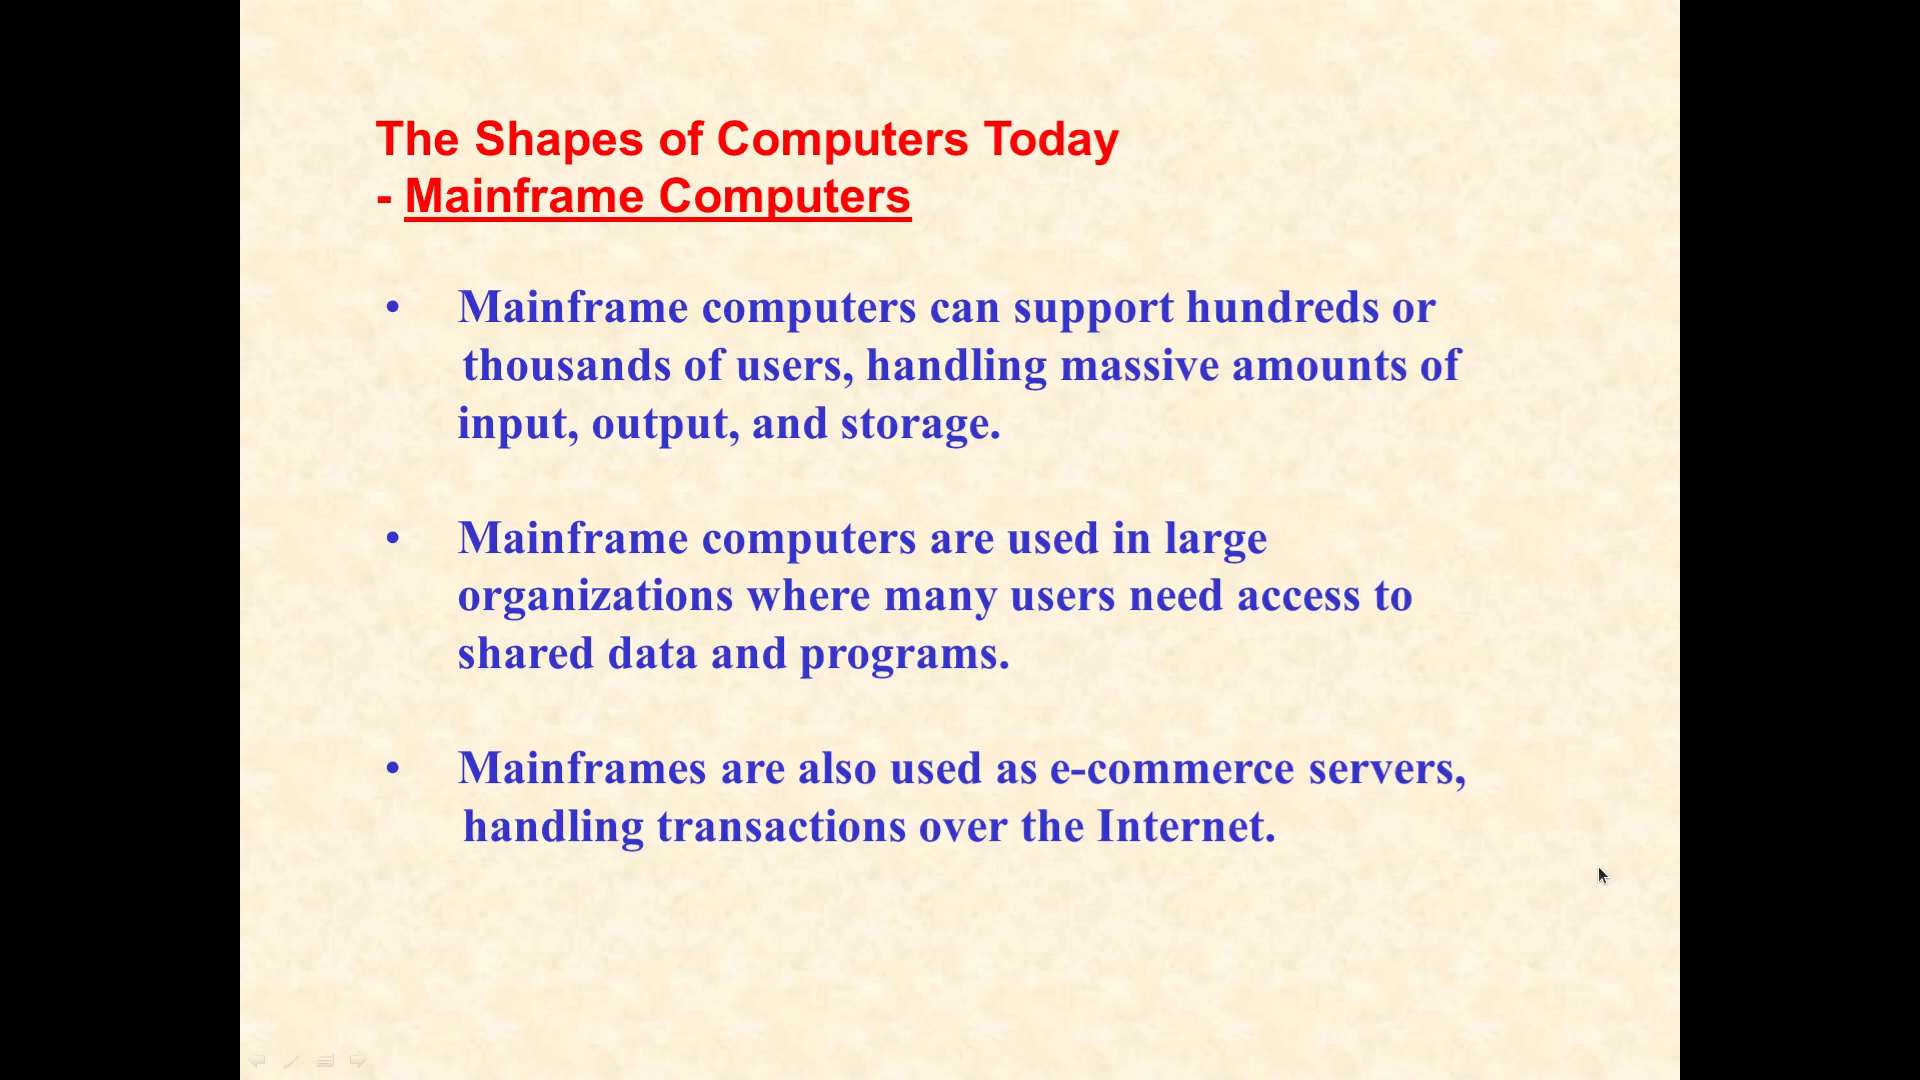 The Shapes of Computers Today
- Mainframe Computers
• Mainframe computers can support hundreds or
thousands of users, handling massive amounts of
input, output, and storage.
• Mainframe computers are used in large
organizations where many users need access to
shared data and programs.
• Mainframes are also used as e-commerce servers,
handling transactions over the Internet.